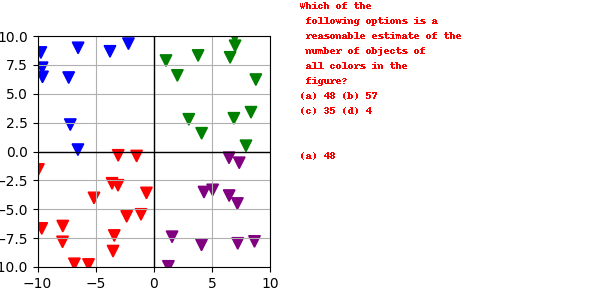 Which of the
following options is a
reasonable estimate of the
number of objects of
all colors in the
figure?
(a) 48 (b) 57
(c) 35 (d) 4
(a) 48
10.0
7.5
5.0
2.5
0.0
−2.5
−5.0
−7.5
10.0
−10
−5
0
5
10